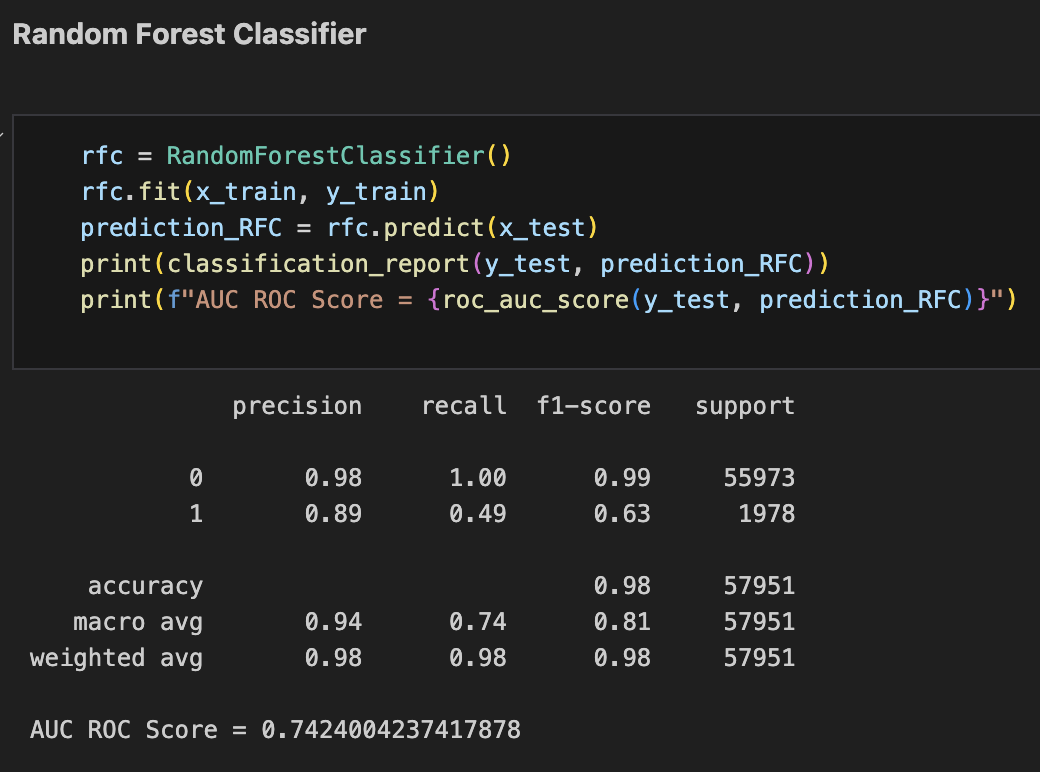 Random Forest Classifier
rfc = RandomForestClassifier()
rfc.fit(x_train, y_train)
prediction_RFC = rfc.predict(x_test)
print(classification_report(y_test, prediction_RFC))
print(f"AUC ROC Score = {roc_auc_score(y_test, prediction_RFC)}")
precision recall f1-score support
0 0.98 1.00 0.99 55973
1 0.89 0.49 0.63 1978
accuracy 0.98 57951
macro avg 0.94 0.74 0.81 57951
weighted avg 0.98 0.98 0.98 57951
AUC ROC Score = 0.7424004237417878